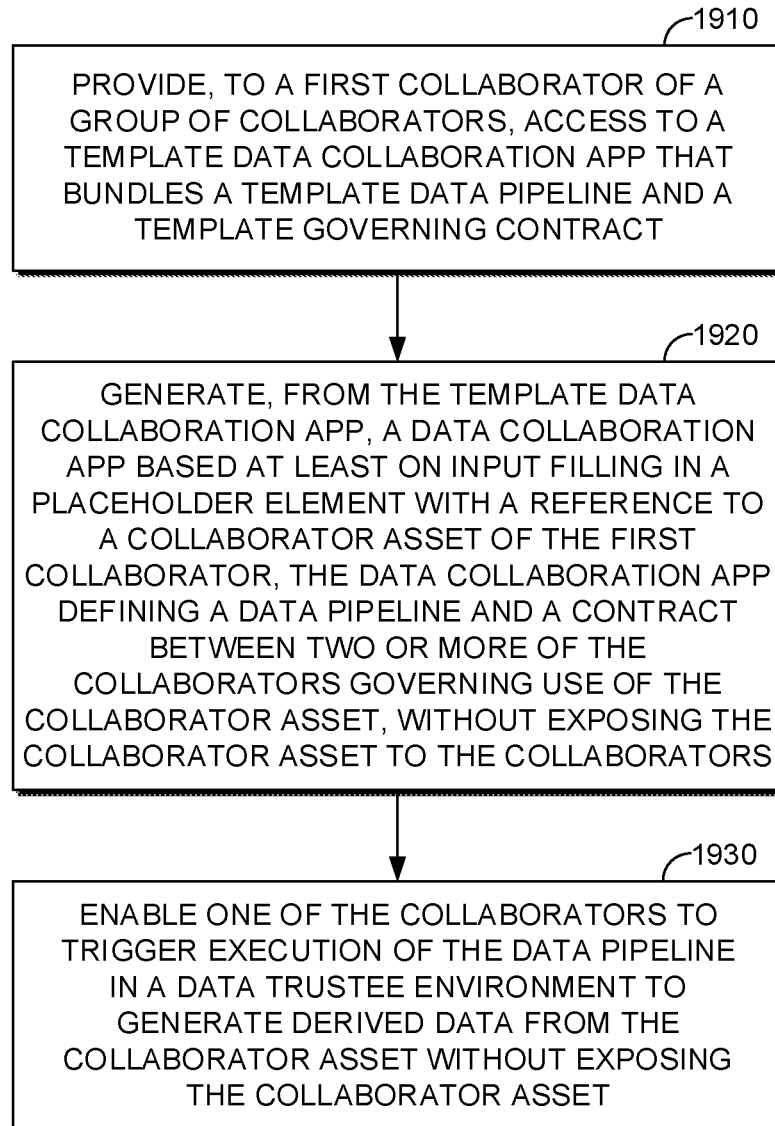 1910
PROVIDE, TO A FIRST COLLABORATOR OF A
GROUP OF COLLABORATORS, ACCESS TO A
TEMPLATE DATA COLLABORATION APP THAT
BUNDLES A TEMPLATE DATA PIPELINE AND A
TEMPLATE GOVERNING CONTRACT
1920
GENERATE, FROM THE TEMPLATE DATA
COLLABORATION APP, A DATA COLLABORATION
APP BASED AT LEAST ON INPUT FILLING IN A
PLACEHOLDER ELEMENT WITH A REFERENCE TO
A COLLABORATOR ASSET OF THE FIRST
COLLABORATOR, THE DATA COLLABORATION APP
DEFINING A DATA PIPELINE AND A CONTRACT
BETWEEN TWO OR MORE OF THE
COLLABORATORS GOVERNING USE OF THE
COLLABORATOR ASSET, WITHOUT EXPOSING THE
COLLABORATOR ASSET TO THE COLLABORATORS
1930
ENABLE ONE OF THE COLLABORATORS TO
TRIGGER EXECUTION OF THE DATA PIPELINE
IN A DATA TRUSTEE ENVIRONMENT TO
GENERATE DERIVED DATA FROM THE
COLLABORATOR ASSET WITHOUT EXPOSING
THE COLLABORATOR ASSET